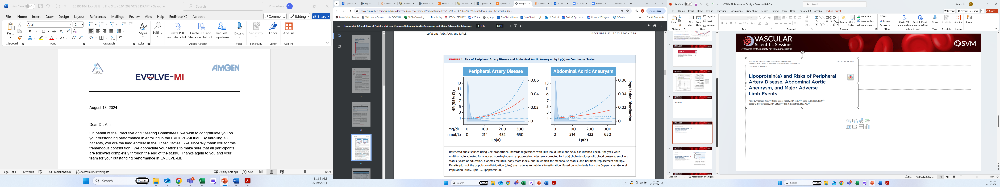 AutoSave Off
20190184 Top US Enrolling Site v0.01 20240725 DRAFT • Saved
Search
Connie Hess CH
File Home Insert Draw Design Layout References Mailings Review View Help EndNote X9 Acrobat
Comments Editing Share
Arial 12
Paste
Styles
Editing
Create PDF and Share link
Create PDF and Share via Outlook
Request Signatures
Dictate
Sensitivity
Editor
Add-ins
Clipboard Font Paragraph Styles Adobe Acrobat Voice Sensitivity Editor Add-ins
CPC
Clinical Research
AMGEN
EVOLVE-MI
August 13, 2024
Dear Dr. Amin,
On behalf of the Executive and Steering Committees, we wish to congratulate you on
your outstanding performance in enrolling in the EVOLVE-MI trial. By enrolling 78
patients, you are the lead enroller in the United States. We sincerely thank you for this
tremendous contribution. We appreciate your efforts to make sure that all participants
are followed completely through the end of the study. Thanks again to you and your
team for your outstanding performance in EVOLVE-MI.
Page 1 of 1 112 words Text Predictions: On Accessibility: Investigate Display Settings Focus 100%
Search
11:15 AM
8/19/2024
www-clinicalkey-com.proxy.hsl.ucdenver.edu/service/content/pdf/watermarked/1-s2.0-S0735109723077446.pdf?locale=en_US&searchIndex=
Finish update
Lower School Parents Welcome to Strauss... DATATRAK CPC PreScreening L... shipping REDCap OPTIMIZE CPC Box MyApps SureClinical Home SureClinical - Login UC Outlook EVOLVE Ops reports Idorsia_CEC Projec... QGenda All Bookmarks
Lipoprotein(a) and Risks of Peripheral Artery Disease, Abdominal Aortic Aneurysm, and Major Adverse Limb&nbsp;...
4 / 12 195%
1
2
3
4
Lp(a) and PAD, AAA, and MALE
DECEMBER 12, 2023:2265-2276
FIGURE 1 Risk of Peripheral Artery Disease and Abdominal Aortic Aneurysm by Lp(a) on Continuous Scales
Peripheral Artery Disease
Abdominal Aortic Aneurysm
HR (95% CI)
13 11 9 7 5 3 1
0.06 0.04 0.02 0
13 11 9 7 5 3 1
0.06 0.04 0.02 0
Population Distribution
mg/dL: 0 100 200 300 0 100 200 300
nmol/L: 0 214 432 650 0 214 432 650
Lp(a) Lp(a)
Restricted cubic splines using Cox proportional hazards regressions with HRs (solid lines) and 95% CIs (dashed lines). Analyses were
multivariable adjusted for age, sex, non-high-density lipoprotein cholesterol corrected for Lp(a) cholesterol, systolic blood pressure, smoking
status, years of education, diabetes mellitus, body mass index, and in women for menopause status, and hormone replacement therapy.
Density plots of the population distribution (blue) are made as kernel density estimation. Based on individuals from the Copenhagen General
Population Study. Lp(a) = lipoprotein(a).
Search
11:15 AM
8/19/2024
AutoSave Off
VSS2024 PP Template for Faculty • Saved to this PC
Search
Connie Hess CH
File Home Insert Draw Design Transitions Animations Slide Show Record Review View Help EndNote X9 Acrobat Picture Format
Record Present in Teams Share
Paste
New Slide
Reuse Slides
Layout
Reset
Section
Arrange
Quick Styles
Shape Fill
Shape Outline
Shape Effects
Find
Replace
Select
Create PDF and Share link
Create PDF and Share via Outlook
Dictate
Sensitivity
Add-ins
Designer
Clipboard Slides Font Paragraph Drawing Editing Adobe Acrobat Voice Sensitivity Add-ins
5
6
7
Guidelines
8
9
10
VASCULAR
Scientific Sessions
Presented by the Society for Vascular Medicine
SVM
JOURNAL OF THE AMERICAN COLLEGE OF CARDIOLOGY
VOL. 82, NO. 24, 2023
© 2023 BY THE AMERICAN COLLEGE OF CARDIOLOGY FOUNDATION
PUBLISHED BY ELSEVIER
Lipoprotein(a) and Risks of Peripheral
Artery Disease, Abdominal Aortic
Aneurysm, and Major Adverse
Limb Events
Peter E. Thomas, MD, Signe Vedel-Krogh, MD, PhD, Sune F. Nielsen, PhD,
Børge G. Nordestgaard, MD, DMSc, Pia R. Kamstrup, MD, PhD
Slide 8 of 11 Accessibility: Investigate Notes Display Settings 111%
Search
11:15 AM
8/19/2024